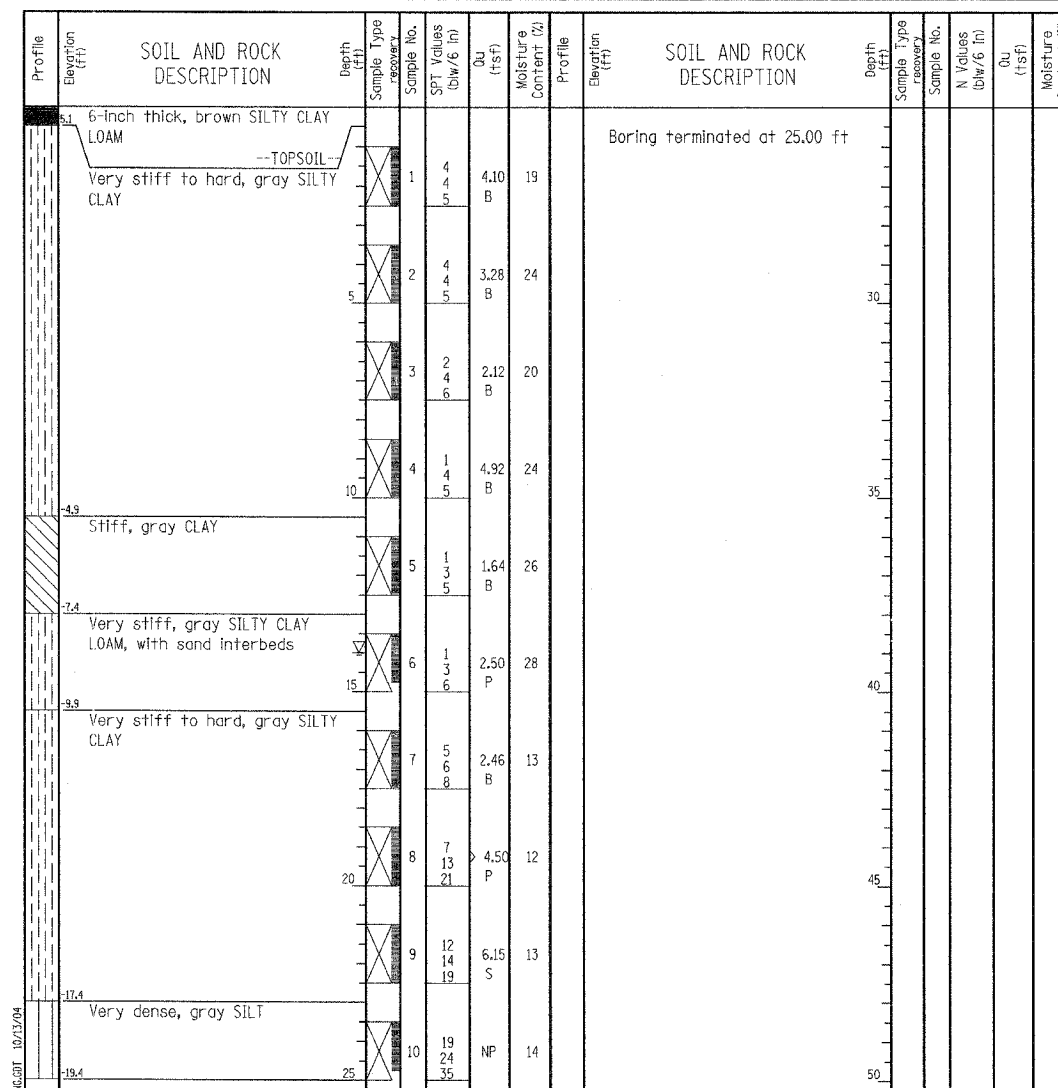 Profile
Elevation (ft)
SOIL AND ROCK DESCRIPTION
Depth (ft)
Sample Type recovery
Sample No.
SPT Values (blw/6 in)
Qu (tsf)
Moisture Content (%)
Profile
Elevation (ft)
SOIL AND ROCK DESCRIPTION
Depth (ft)
Sample Type recovery
Sample No.
N Values (blw/6 in)
Qu (tsf)
Moisture
5.1 6-inch thick, brown SILTY CLAY
LOAM
--TOPSOIL--
Boring terminated at 25.00 ft
Very stiff to hard, gray SILTY
CLAY
1 4 4 5 4.10 B 19
2 4 4 5 3.28 B 24
5
30
3 2 4 6 2.12 B 20
4 1 4 5 4.92 B 24
10
35
-4.9
Stiff, gray CLAY
5 1 3 5 1.64 B 26
-7.4
Very stiff, gray SILTY CLAY
LOAM, with sand interbeds
6 1 3 6 2.50 P 28
15
40
-9.9
Very stiff to hard, gray SILTY
CLAY
7 5 6 8 2.46 B 13
8 7 13 21 > 4.50 P 12
20
45
9 12 14 19 6.15 S 13
-17.4
Very dense, gray SILT
10 19 24 35 NP 14
-19.4
25
50
10/13/04